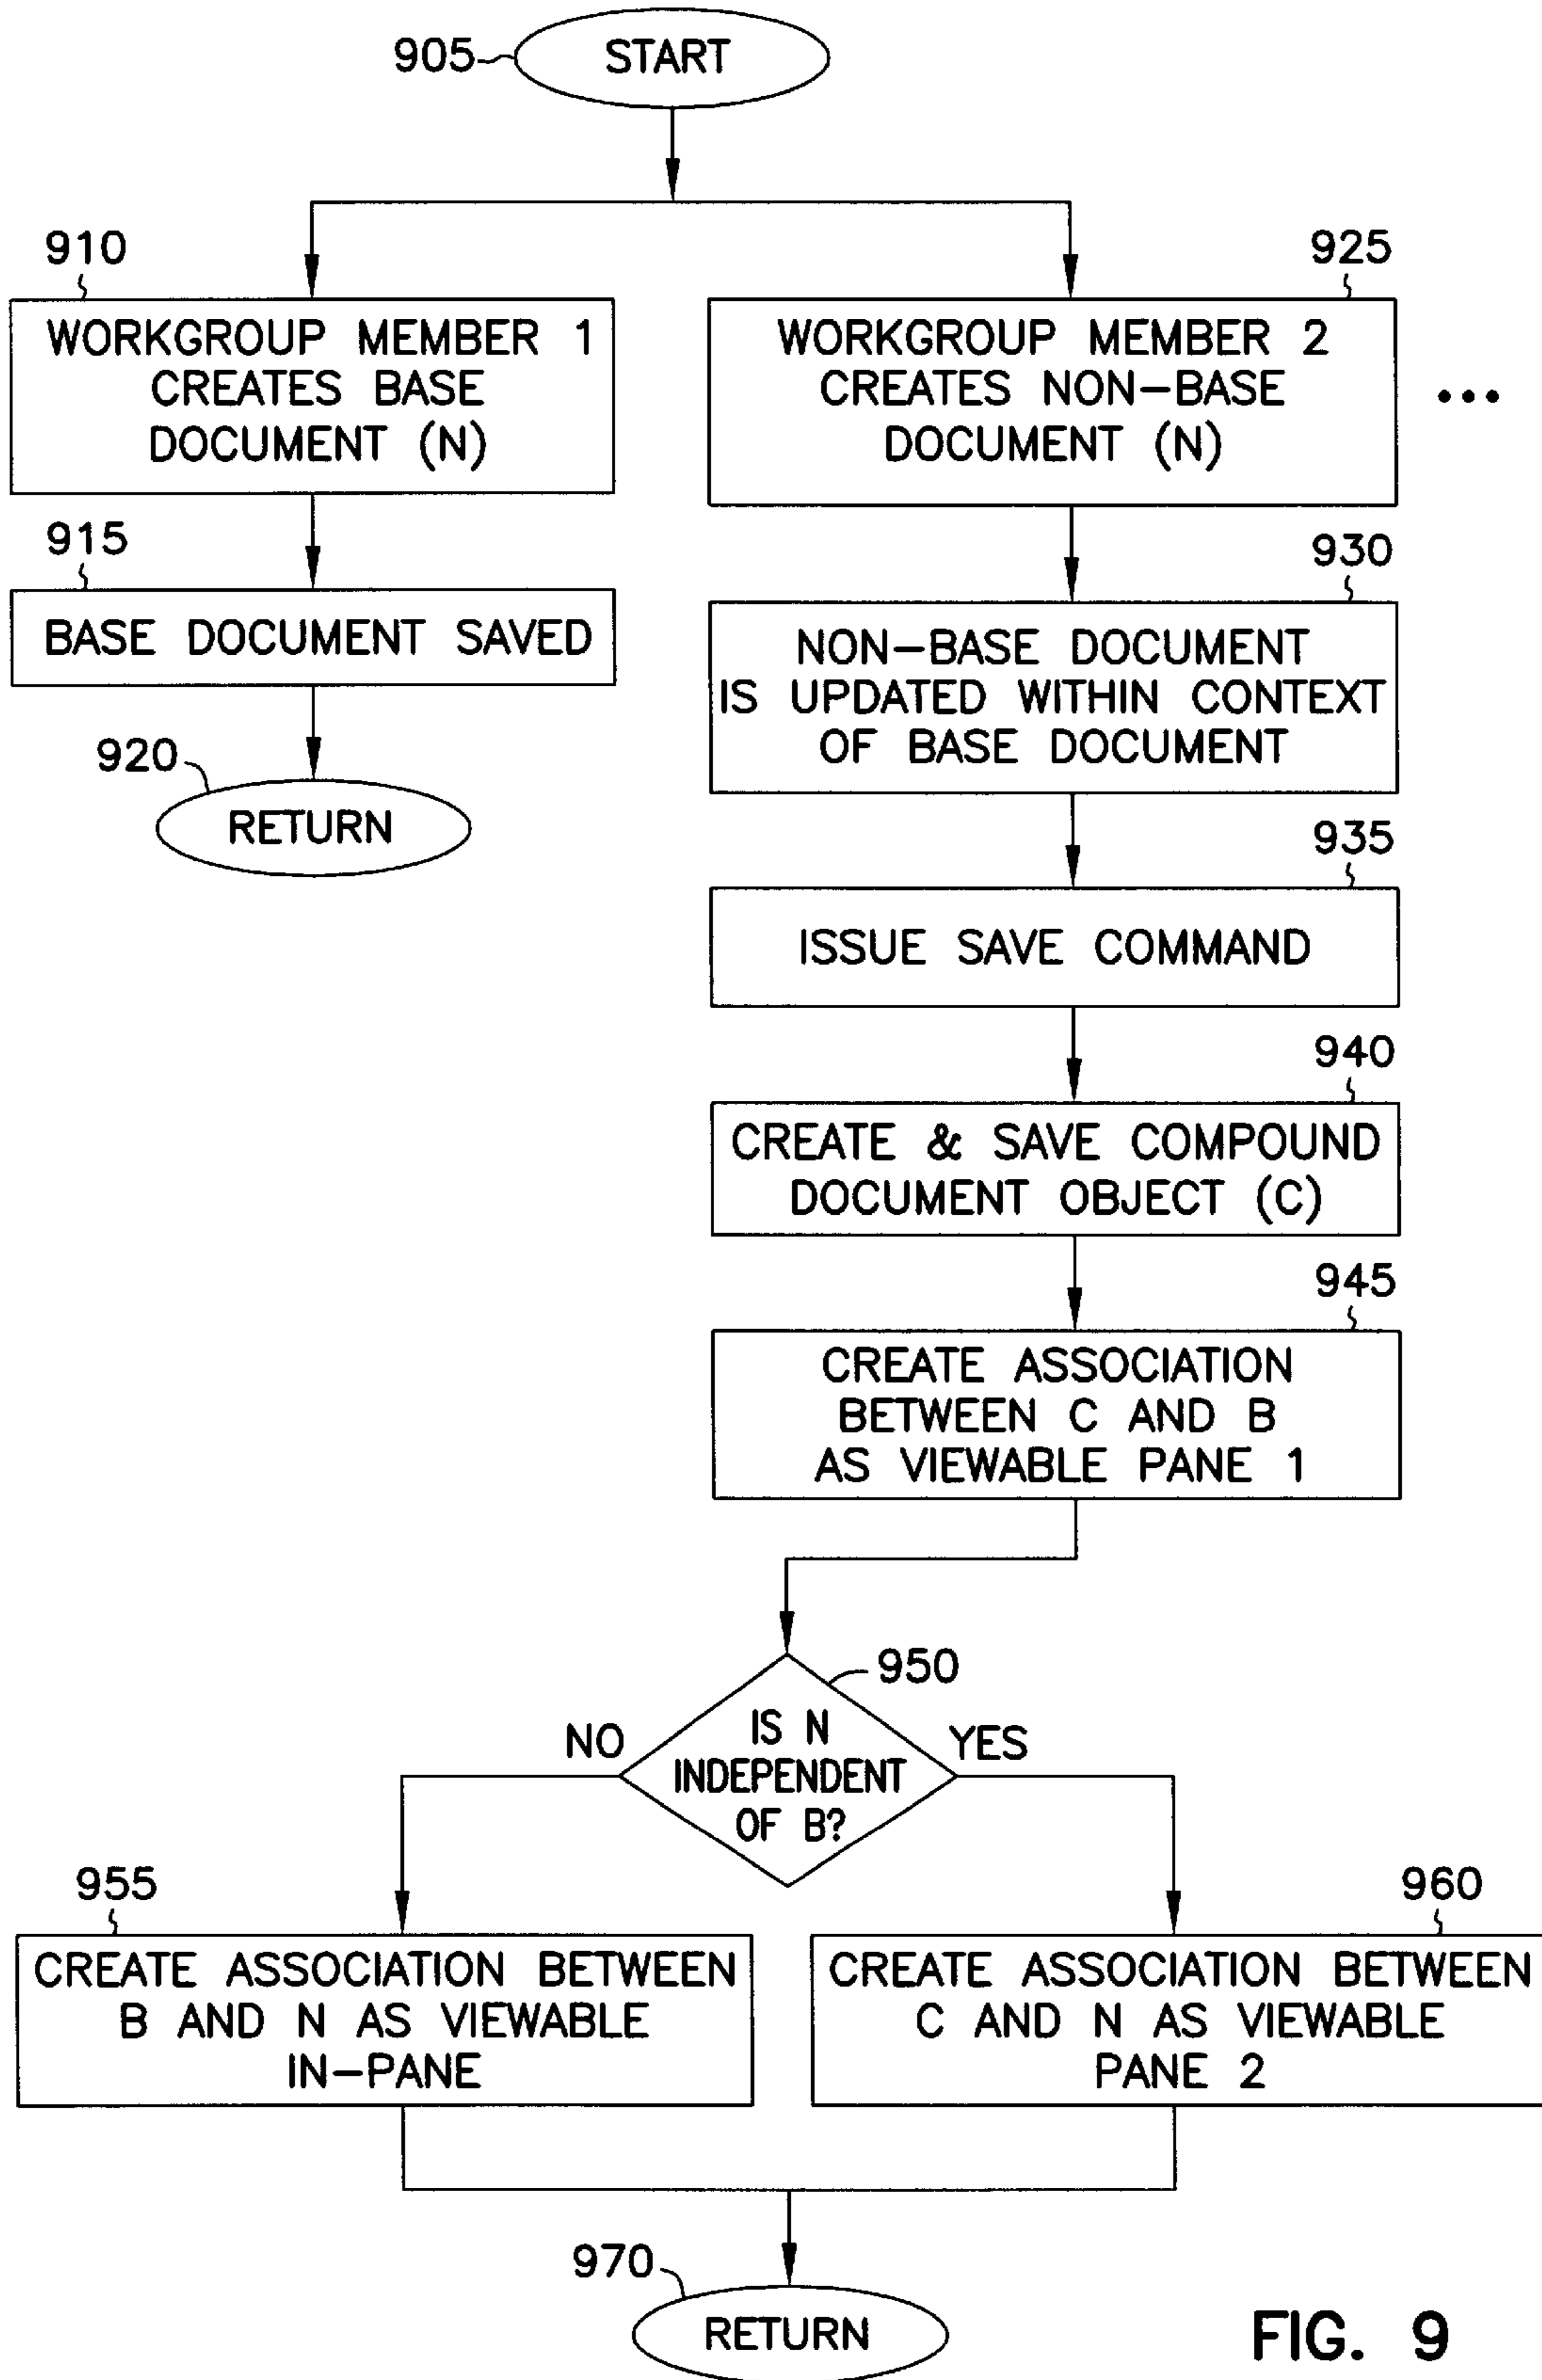 905
START
910
WORKGROUP MEMBER 1
CREATES BASE
DOCUMENT (N)
925
WORKGROUP MEMBER 2
CREATES NON-BASE
DOCUMENT (N)
...
915
BASE DOCUMENT SAVED
920
RETURN
930
NON-BASE DOCUMENT
IS UPDATED WITHIN CONTEXT
OF BASE DOCUMENT
935
ISSUE SAVE COMMAND
940
CREATE & SAVE COMPOUND
DOCUMENT OBJECT (C)
945
CREATE ASSOCIATION
BETWEEN C AND B
AS VIEWABLE PANE 1
950
IS N
INDEPENDENT
OF B?
NO
YES
955
CREATE ASSOCIATION BETWEEN
B AND N AS VIEWABLE
IN-PANE
960
CREATE ASSOCIATION BETWEEN
C AND N AS VIEWABLE
PANE 2
970
RETURN
FIG. 9